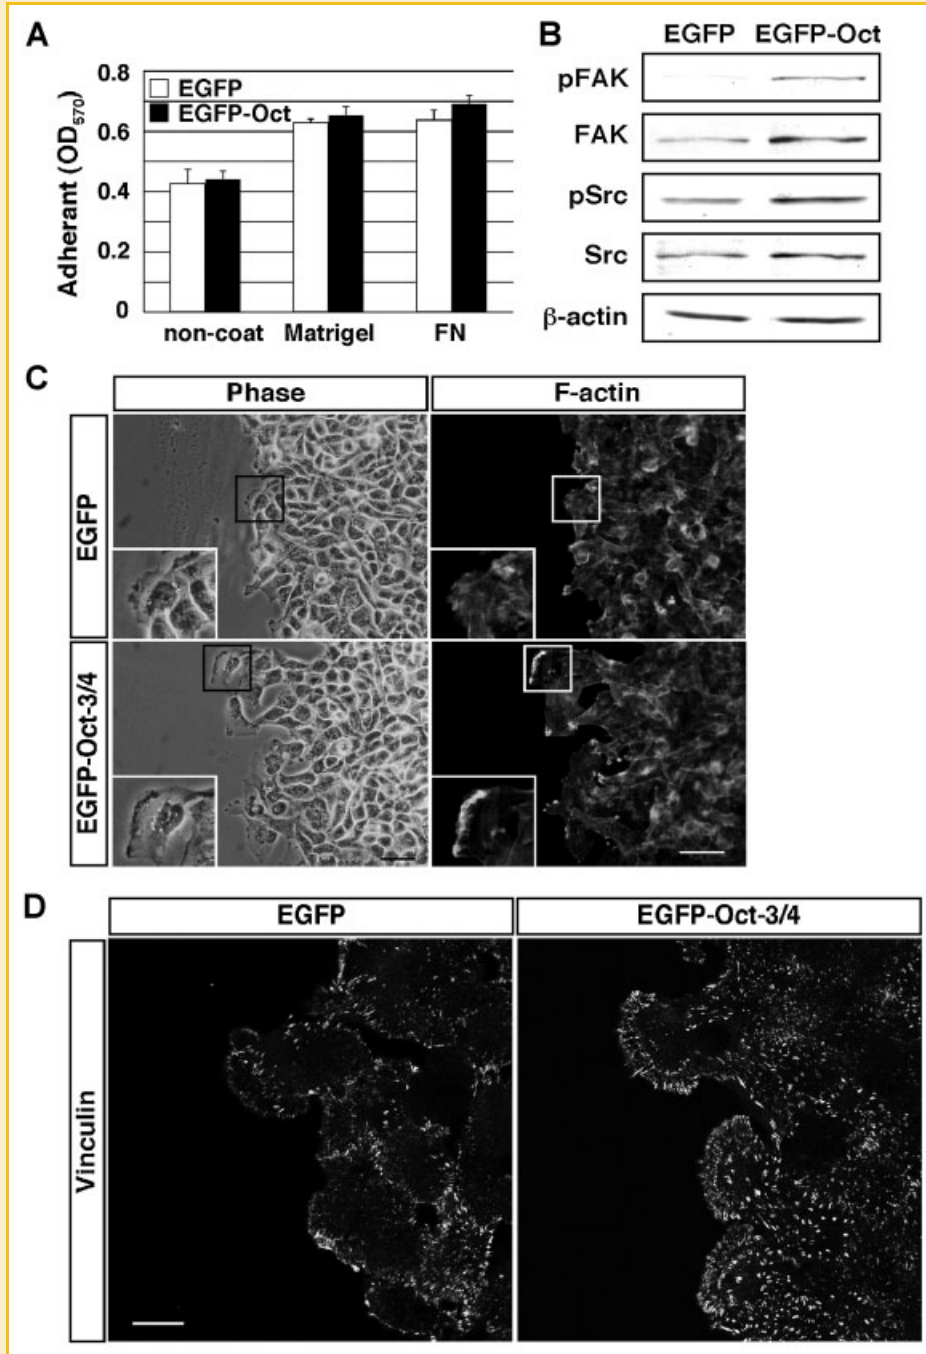 A
0.8
0.6
0.4
0.2
0
Adherant (OD570)
EGFP
EGFP-Oct
non-coat Matrigel FN
B
EGFP EGFP-Oct
pFAK
FAK
pSrc
Src
β-actin
C
Phase F-actin
EGFP
EGFP-Oct-3/4
D
EGFP EGFP-Oct-3/4
Vinculin